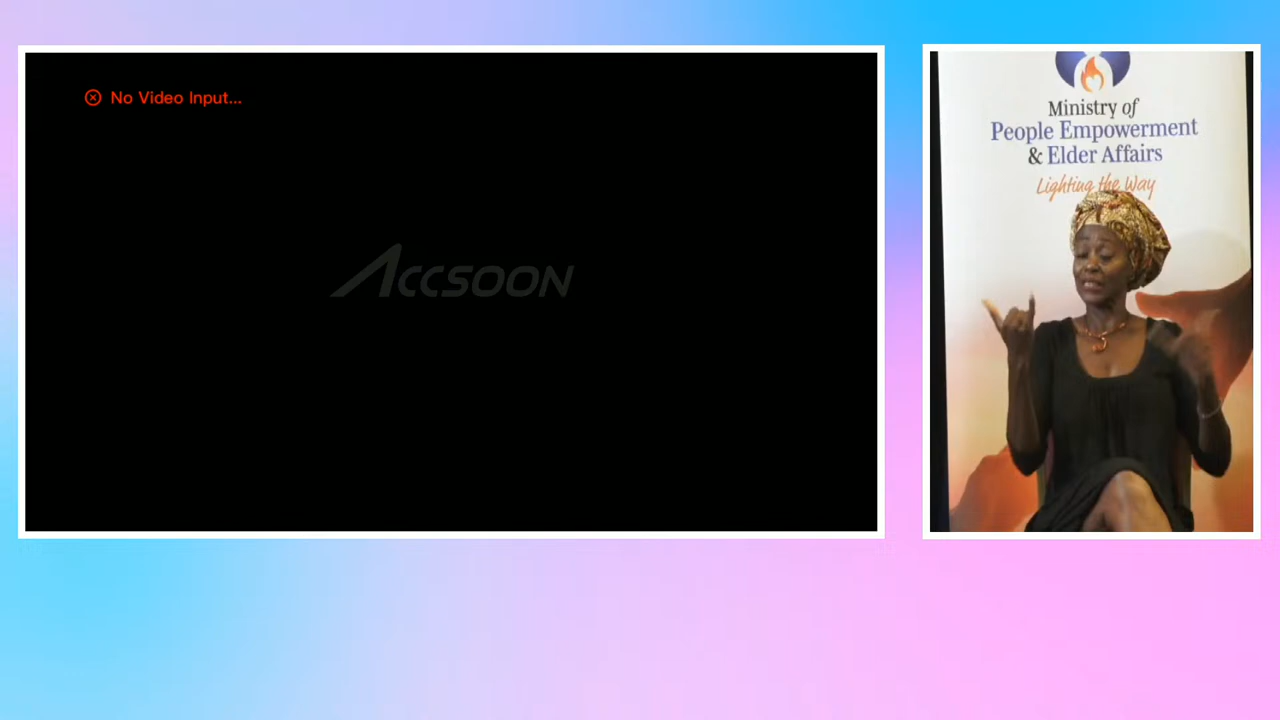 No Video Input...
ACCSOON
Ministry of
People Empowerment
& Elder Affairs
Lighting the Way